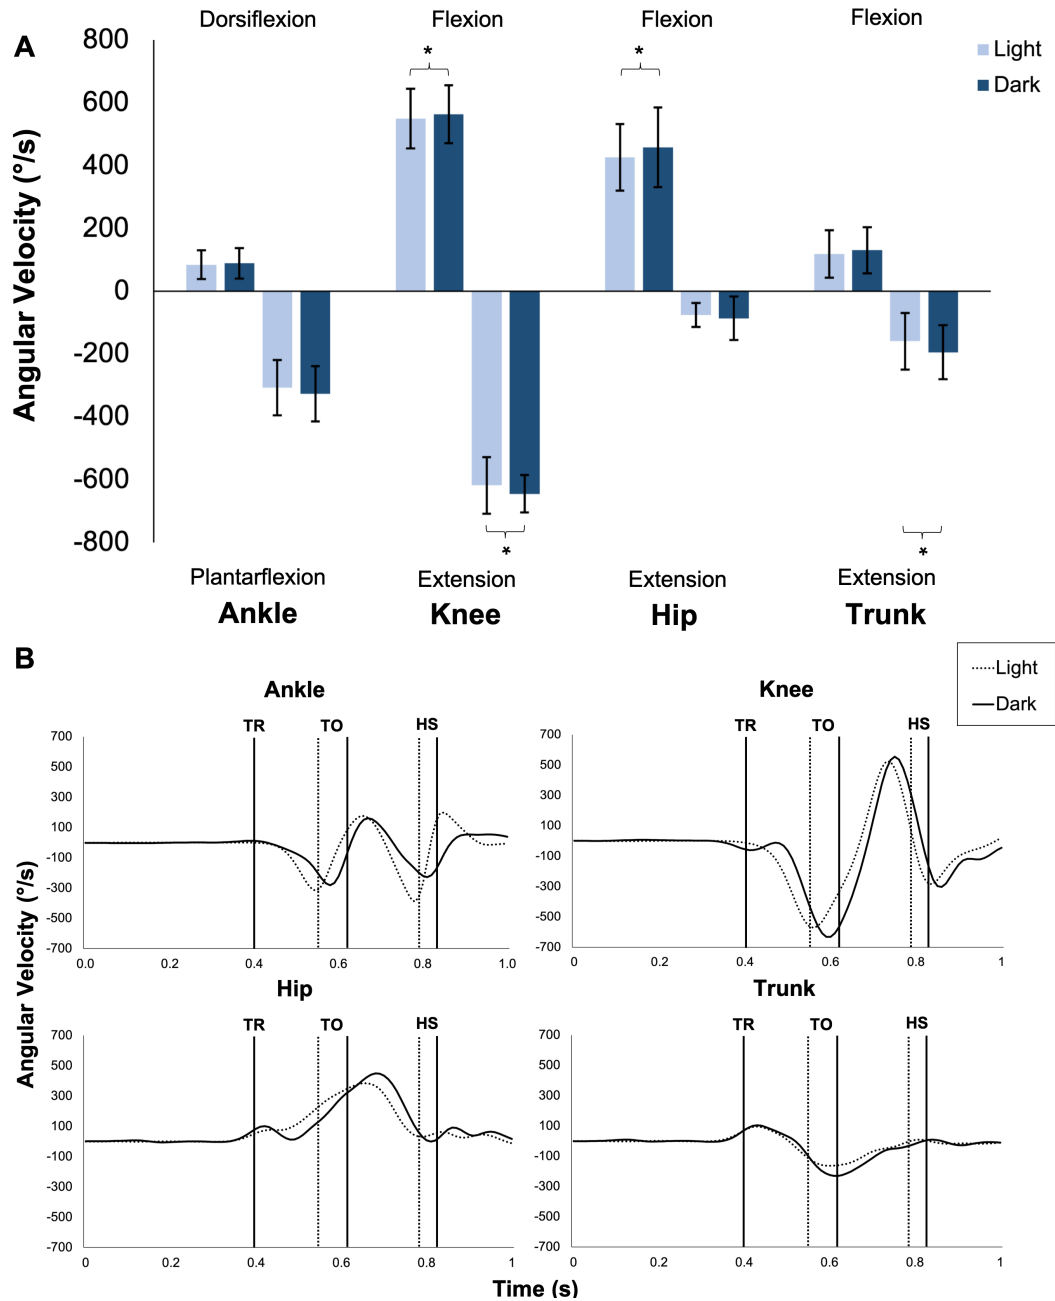 A
Dorsiflexion Flexion Flexion Flexion
Light
Dark
Angular Velocity (°/s)
800
600
400
200
0
-200
-400
-600
-800
* *
* *
Plantarflexion Extension Extension Extension
Ankle Knee Hip Trunk
B
Light
Dark
Angular Velocity (°/s)
Ankle
TR TO HS
700
500
300
100
-100
-300
-500
-700
0.0 0.2 0.4 0.6 0.8 1.0
Knee
TR TO HS
700
500
300
100
-100
-300
-500
-700
0 0.2 0.4 0.6 0.8 1
Hip
TR TO HS
700
500
300
100
-100
-300
-500
-700
0 0.2 0.4 0.6 0.8 1
Trunk
TR TO HS
700
500
300
100
-100
-300
-500
-700
0 0.2 0.4 0.6 0.8 1
Time (s)